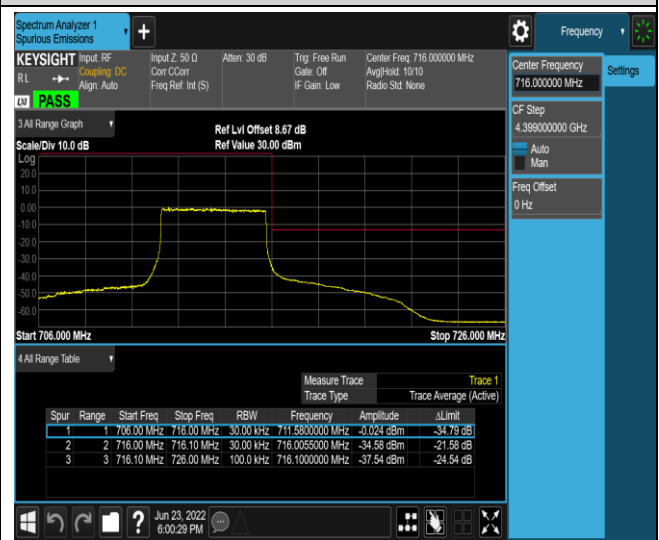 Spectrum Analyzer 1
Spurious Emissions
Frequency
KEYSIGHT Input: RF Input Z: 50 Ω Atten: 30 dB Trig: Free Run Center Freq: 716.000000 MHz
RL Coupling: DC Corr CCorr Gate: Off Avg|Hold: 10/10
Align: Auto Freq Ref: Int (S) IF Gain: Low Radio Std: None
PASS
Center Frequency
716.000000 MHz
Settings
CF Step
4.399000000 GHz
Auto
Man
Freq Offset
0 Hz
3 All Range Graph
Ref Lvl Offset 8.67 dB
Scale/Div 10.0 dB Ref Value 30.00 dBm
Log
20.0
10.0
0.00
-10.0
-20.0
-30.0
-40.0
-50.0
-60.0
Start 706.000 MHz Stop 726.000 MHz
4 All Range Table
Measure Trace Trace 1
Trace Type Trace Average (Active)
Spur Range Start Freq Stop Freq RBW Frequency Amplitude ΔLimit
1 1 706.00 MHz 716.00 MHz 30.00 kHz 711.5800000 MHz -0.024 dBm -34.79 dB
2 2 716.00 MHz 716.10 MHz 30.00 kHz 716.0055000 MHz -34.58 dBm -21.58 dB
3 3 716.10 MHz 726.00 MHz 100.0 kHz 716.1000000 MHz -37.54 dBm -24.54 dB
Jun 23, 2022
6:00:29 PM